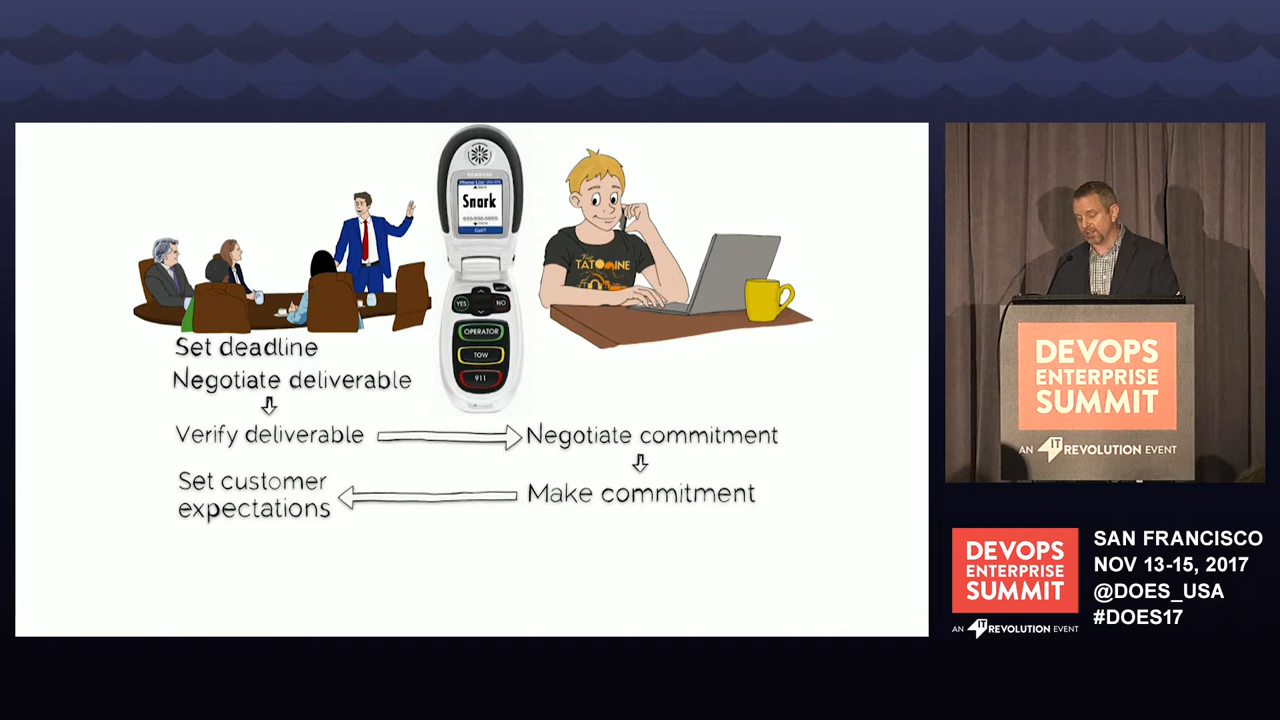 SAMSUNG
Snark
Call?
YES
NO
OPERATOR
TOW
911
TATOOINE
Set deadline
Negotiate deliverable
Verify deliverable
Negotiate commitment
Set customer
expectations
Make commitment
DEVOPS
ENTERPRISE
SUMMIT
AN IT REVOLUTION EVENT
DEVOPS
ENTERPRISE
SUMMIT
AN IT REVOLUTION EVENT
SAN FRANCISCO
NOV 13-15, 2017
@DOES_USA
#DOES17